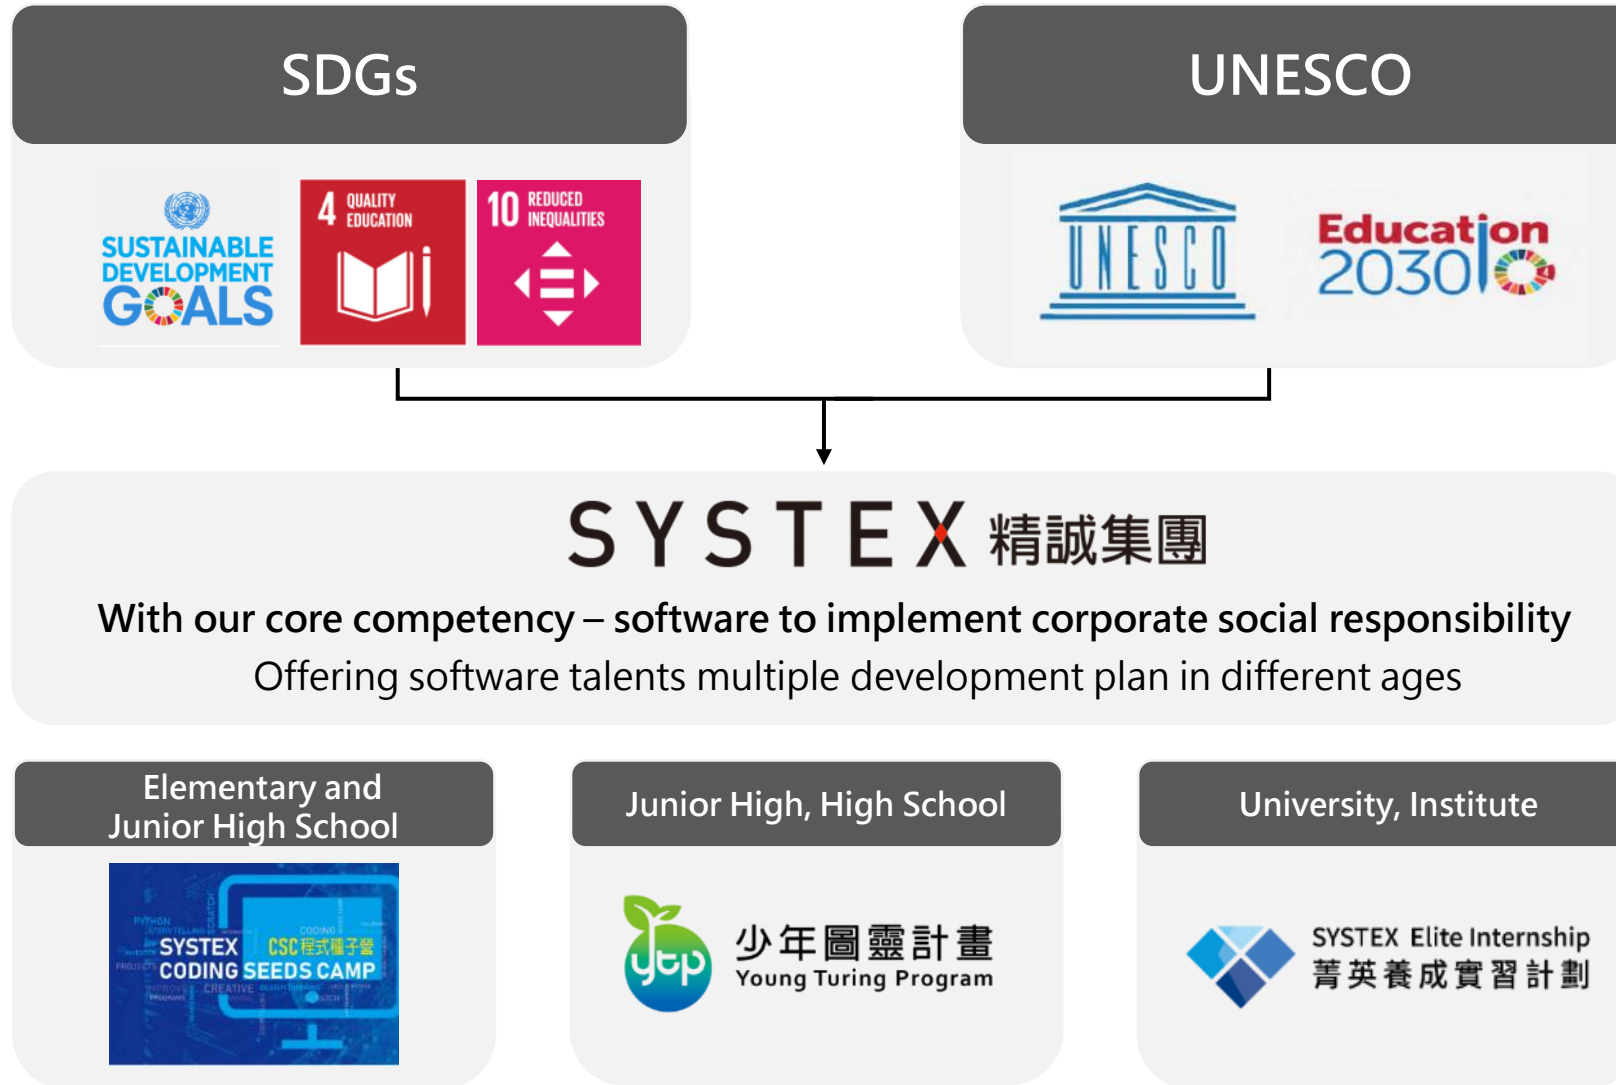 SDGs
UNESCO
SUSTAINABLE
DEVELOPMENT
GOALS
4 QUALITY
EDUCATION
10 REDUCED
INEQUALITIES
UNESCO
Education
2030
SYSTEX 精誠集團
With our core competency – software to implement corporate social responsibility
Offering software talents multiple development plan in different ages
Elementary and
Junior High School
Junior High, High School
University, Institute
PYTHON
SCRATCH
CODING
SYSTEX CSC程式種子營
CODING SEEDS CAMP
CREATIVE
ytp
少年圖靈計畫
Young Turing Program
SYSTEX Elite Internship
菁英養成實習計劃